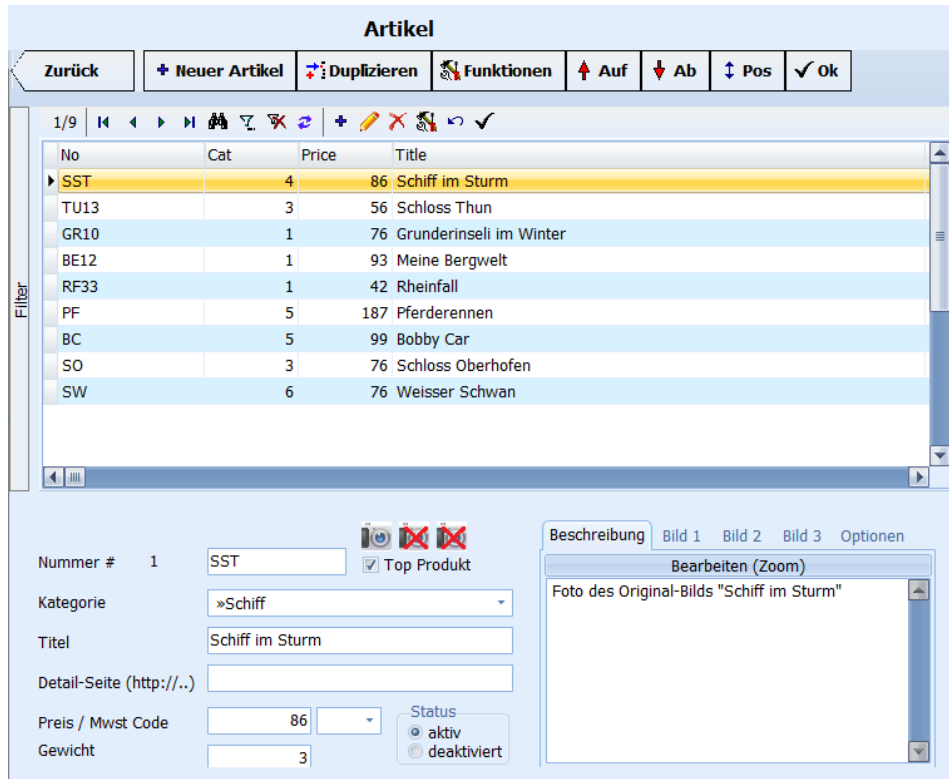 Artikel
Zurück + Neuer Artikel Duplizieren Funktionen Auf Ab Pos Ok
1/9
Filter
No Cat Price Title
SST 4 86 Schiff im Sturm
TU13 3 56 Schloss Thun
GR10 1 76 Grunderinseli im Winter
BE12 1 93 Meine Bergwelt
RF33 1 42 Rheinfall
PF 5 187 Pferderennen
BC 5 99 Bobby Car
SO 3 76 Schloss Oberhofen
SW 6 76 Weisser Schwan
Nummer # 1 SST Top Produkt
Kategorie »Schiff
Titel Schiff im Sturm
Detail-Seite (http://..)
Preis / Mwst Code 86
Gewicht 3
Status
aktiv
deaktiviert
Beschreibung Bild 1 Bild 2 Bild 3 Optionen
Bearbeiten (Zoom)
Foto des Original-Bilds "Schiff im Sturm"